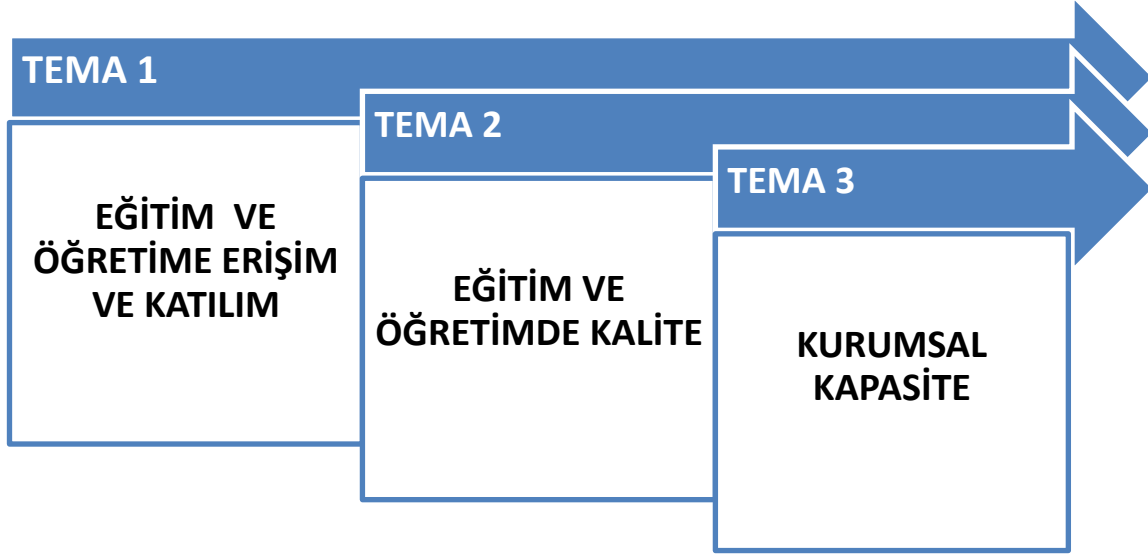 TEMA 1
EĞİTİM VE
ÖĞRETİME ERİŞİM
VE KATILIM
TEMA 2
EĞİTİM VE
ÖĞRETİMDE KALİTE
TEMA 3
KURUMSAL
KAPASİTE